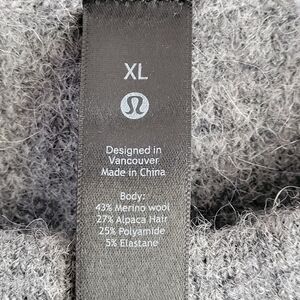 XL
Designed in
Vancouver
Made in China
Body:
43% Merino wool
27% Alpaca Hair
25% Polyamide
5% Elastane